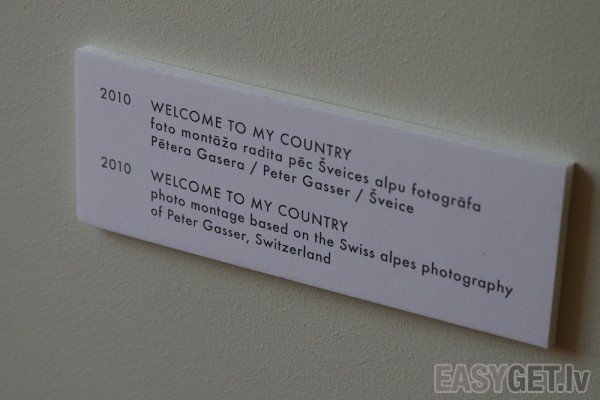 2010 WELCOME TO MY COUNTRY
foto montāža radīta pēc Šveices alpu fotogrāfa
Pētera Gasera / Peter Gasser / Šveice
2010 WELCOME TO MY COUNTRY
photo montage based on the Swiss alpes photography
of Peter Gasser, Switzerland
EASYGET.lv